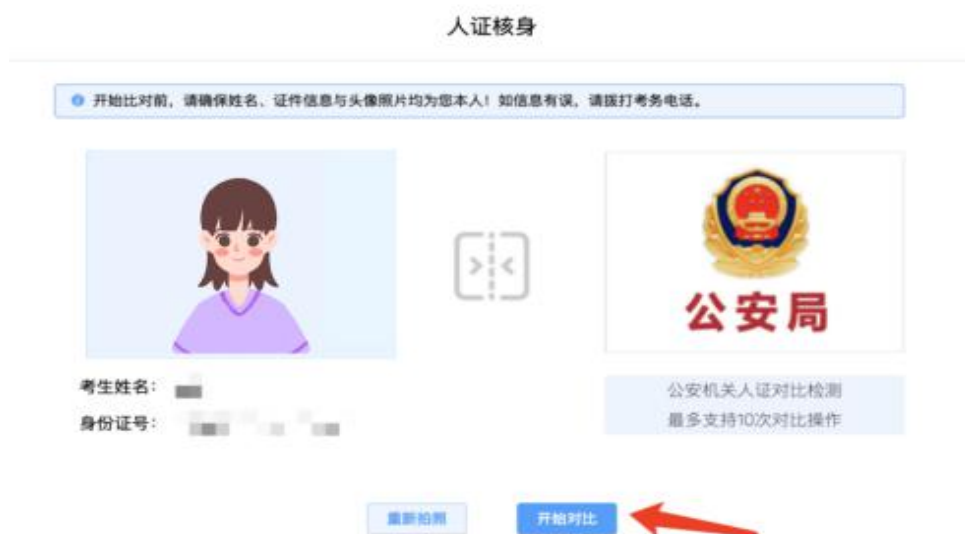 人证核身
开始比对前，请确保姓名、证件信息与头像照片均为您本人！如信息有误，请拨打考务电话。
公安局
考生姓名：
身份证号：
公安机关人证对比检测
最多支持10次对比操作
重新拍照
开始对比